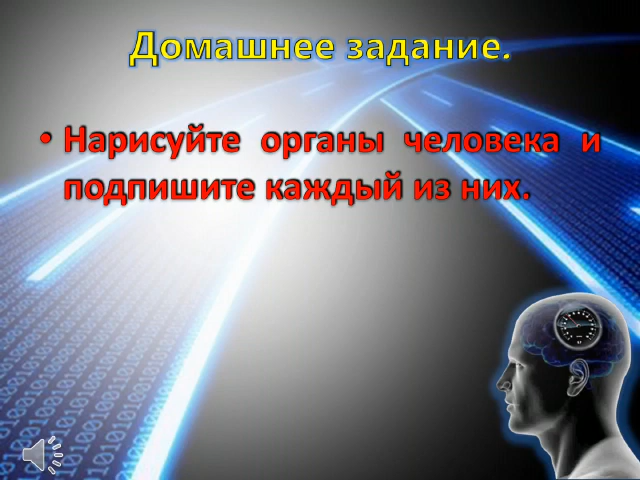 Домашнее задание.
• Нарисуйте органы человека и
подпишите каждый из них.